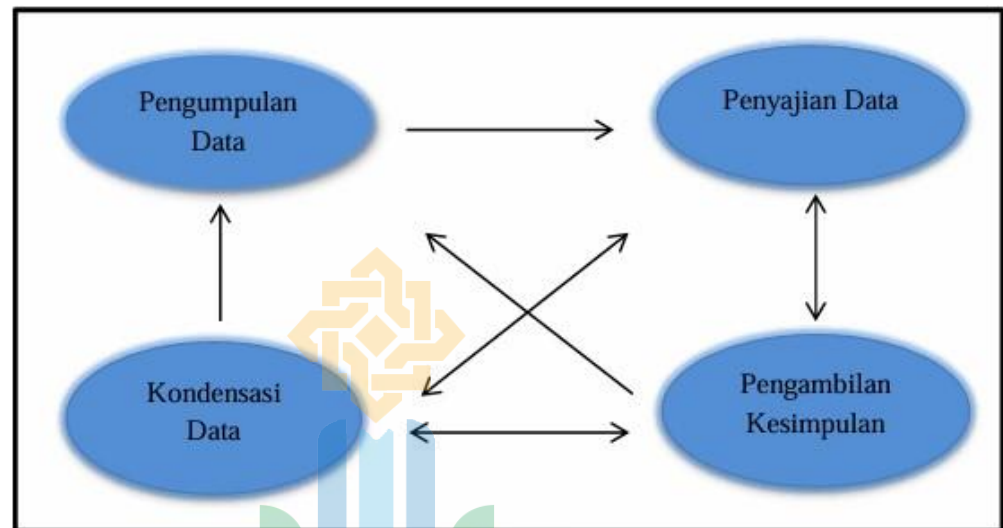 Pengumpulan
Data
Penyajian Data
Kondensasi
Data
Pengambilan
Kesimpulan